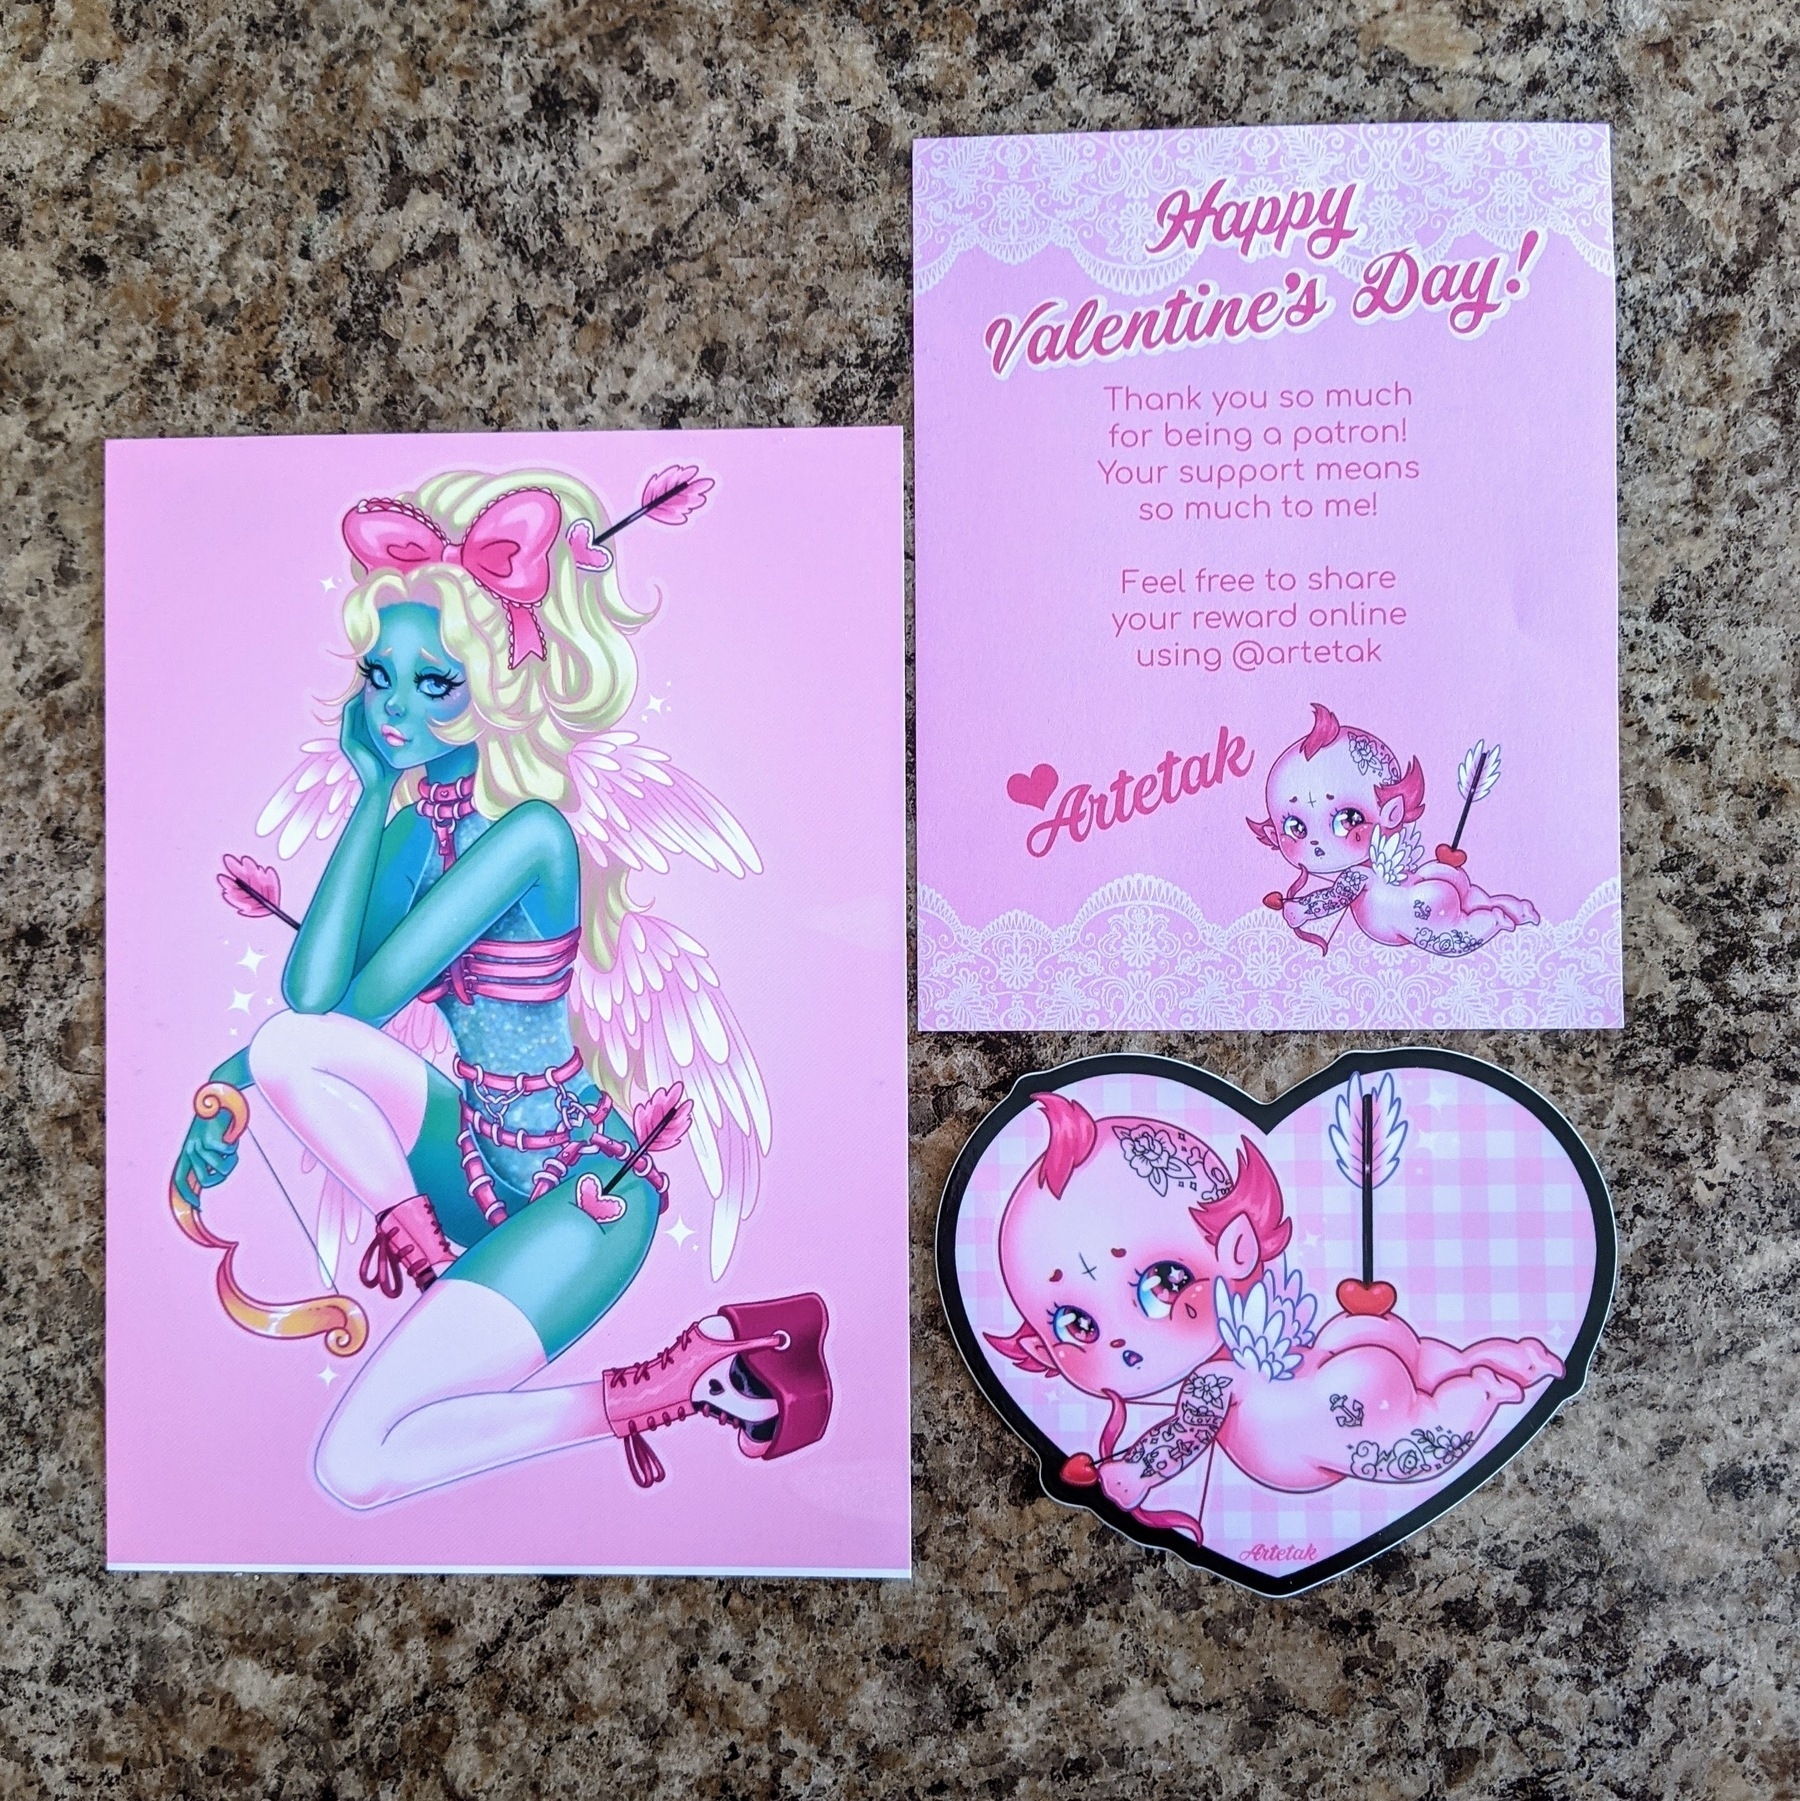 Happy
Valentine's Day!
Thank you so much
for being a patron!
Your support means
so much to me!
Feel free to share
your reward online
using @artetak
Artetak
LOVE
Artetak